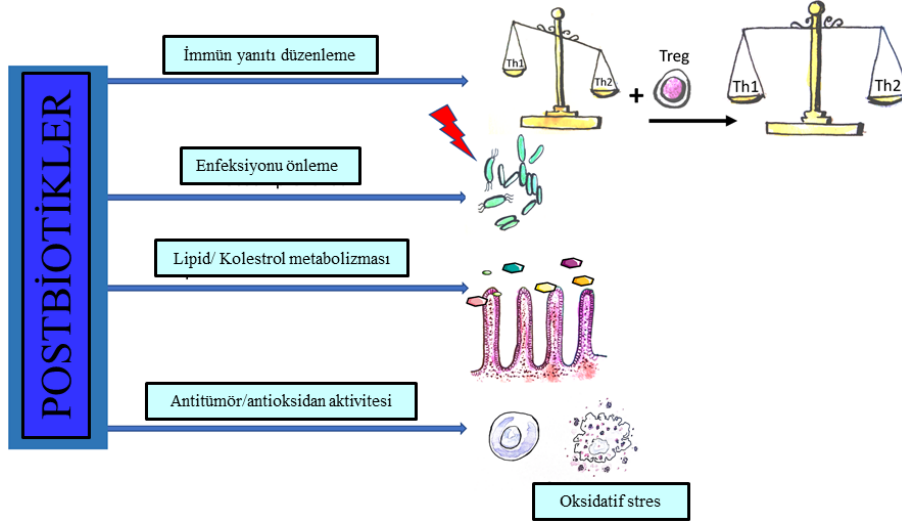 POSTBİOTİKLER
İmmün yanıtı düzenleme
Th1
Th2
+
Treg
Th1
Th2
Enfeksiyonu önleme
Lipid/ Kolestrol metabolizması
Antitümör/antioksidan aktivitesi
Oksidatif stres